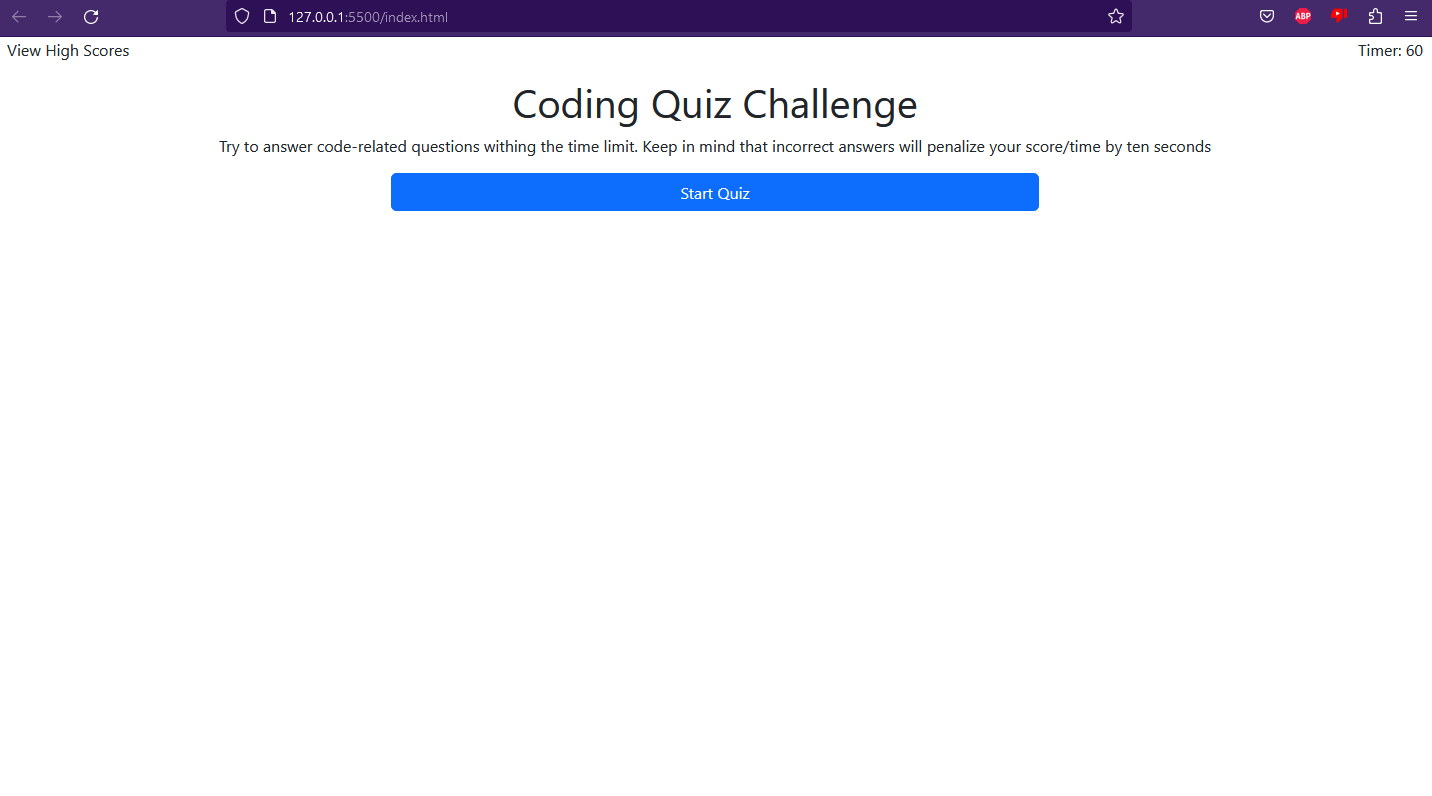 127.0.0.1:5500/index.html
ABP
View High Scores
Timer: 60
Coding Quiz Challenge
Try to answer code-related questions withing the time limit. Keep in mind that incorrect answers will penalize your score/time by ten seconds
Start Quiz